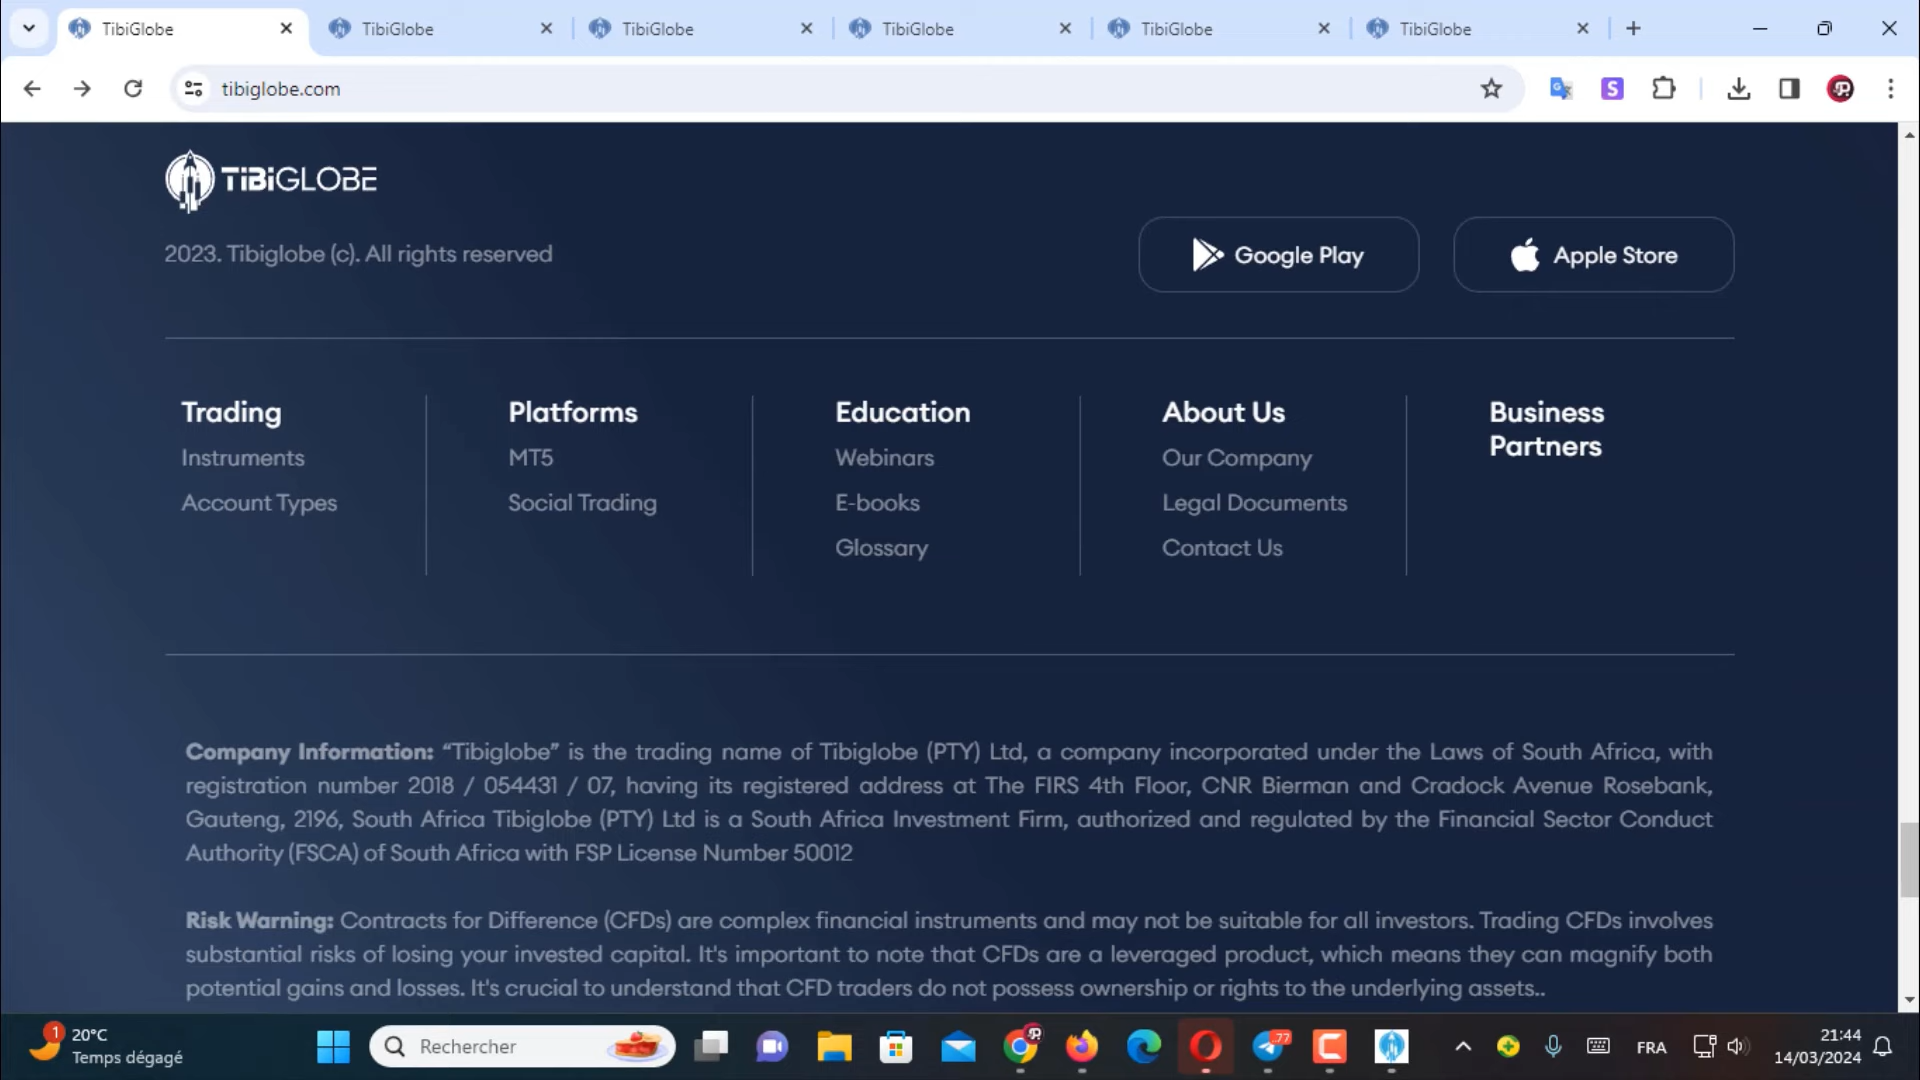 TibiGlobe
TibiGlobe
TibiGlobe
TibiGlobe
TibiGlobe
TibiGlobe
tibiglobe.com
S
TiBiGLOBE
2023. Tibiglobe (c). All rights reserved
Google Play
Apple Store
Trading
Instruments
Account Types
Platforms
MT5
Social Trading
Education
Webinars
E-books
Glossary
About Us
Our Company
Legal Documents
Contact Us
Business
Partners
Company Information: “Tibiglobe” is the trading name of Tibiglobe (PTY) Ltd, a company incorporated under the Laws of South Africa, with
registration number 2018 / 054431 / 07, having its registered address at The FIRS 4th Floor, CNR Bierman and Cradock Avenue Rosebank,
Gauteng, 2196, South Africa Tibiglobe (PTY) Ltd is a South Africa Investment Firm, authorized and regulated by the Financial Sector Conduct
Authority (FSCA) of South Africa with FSP License Number 50012
Risk Warning: Contracts for Difference (CFDs) are complex financial instruments and may not be suitable for all investors. Trading CFDs involves
substantial risks of losing your invested capital. It's important to note that CFDs are a leveraged product, which means they can magnify both
potential gains and losses. It's crucial to understand that CFD traders do not possess ownership or rights to the underlying assets..
1
20°C
Temps dégagé
Rechercher
77
FRA
21:44
14/03/2024